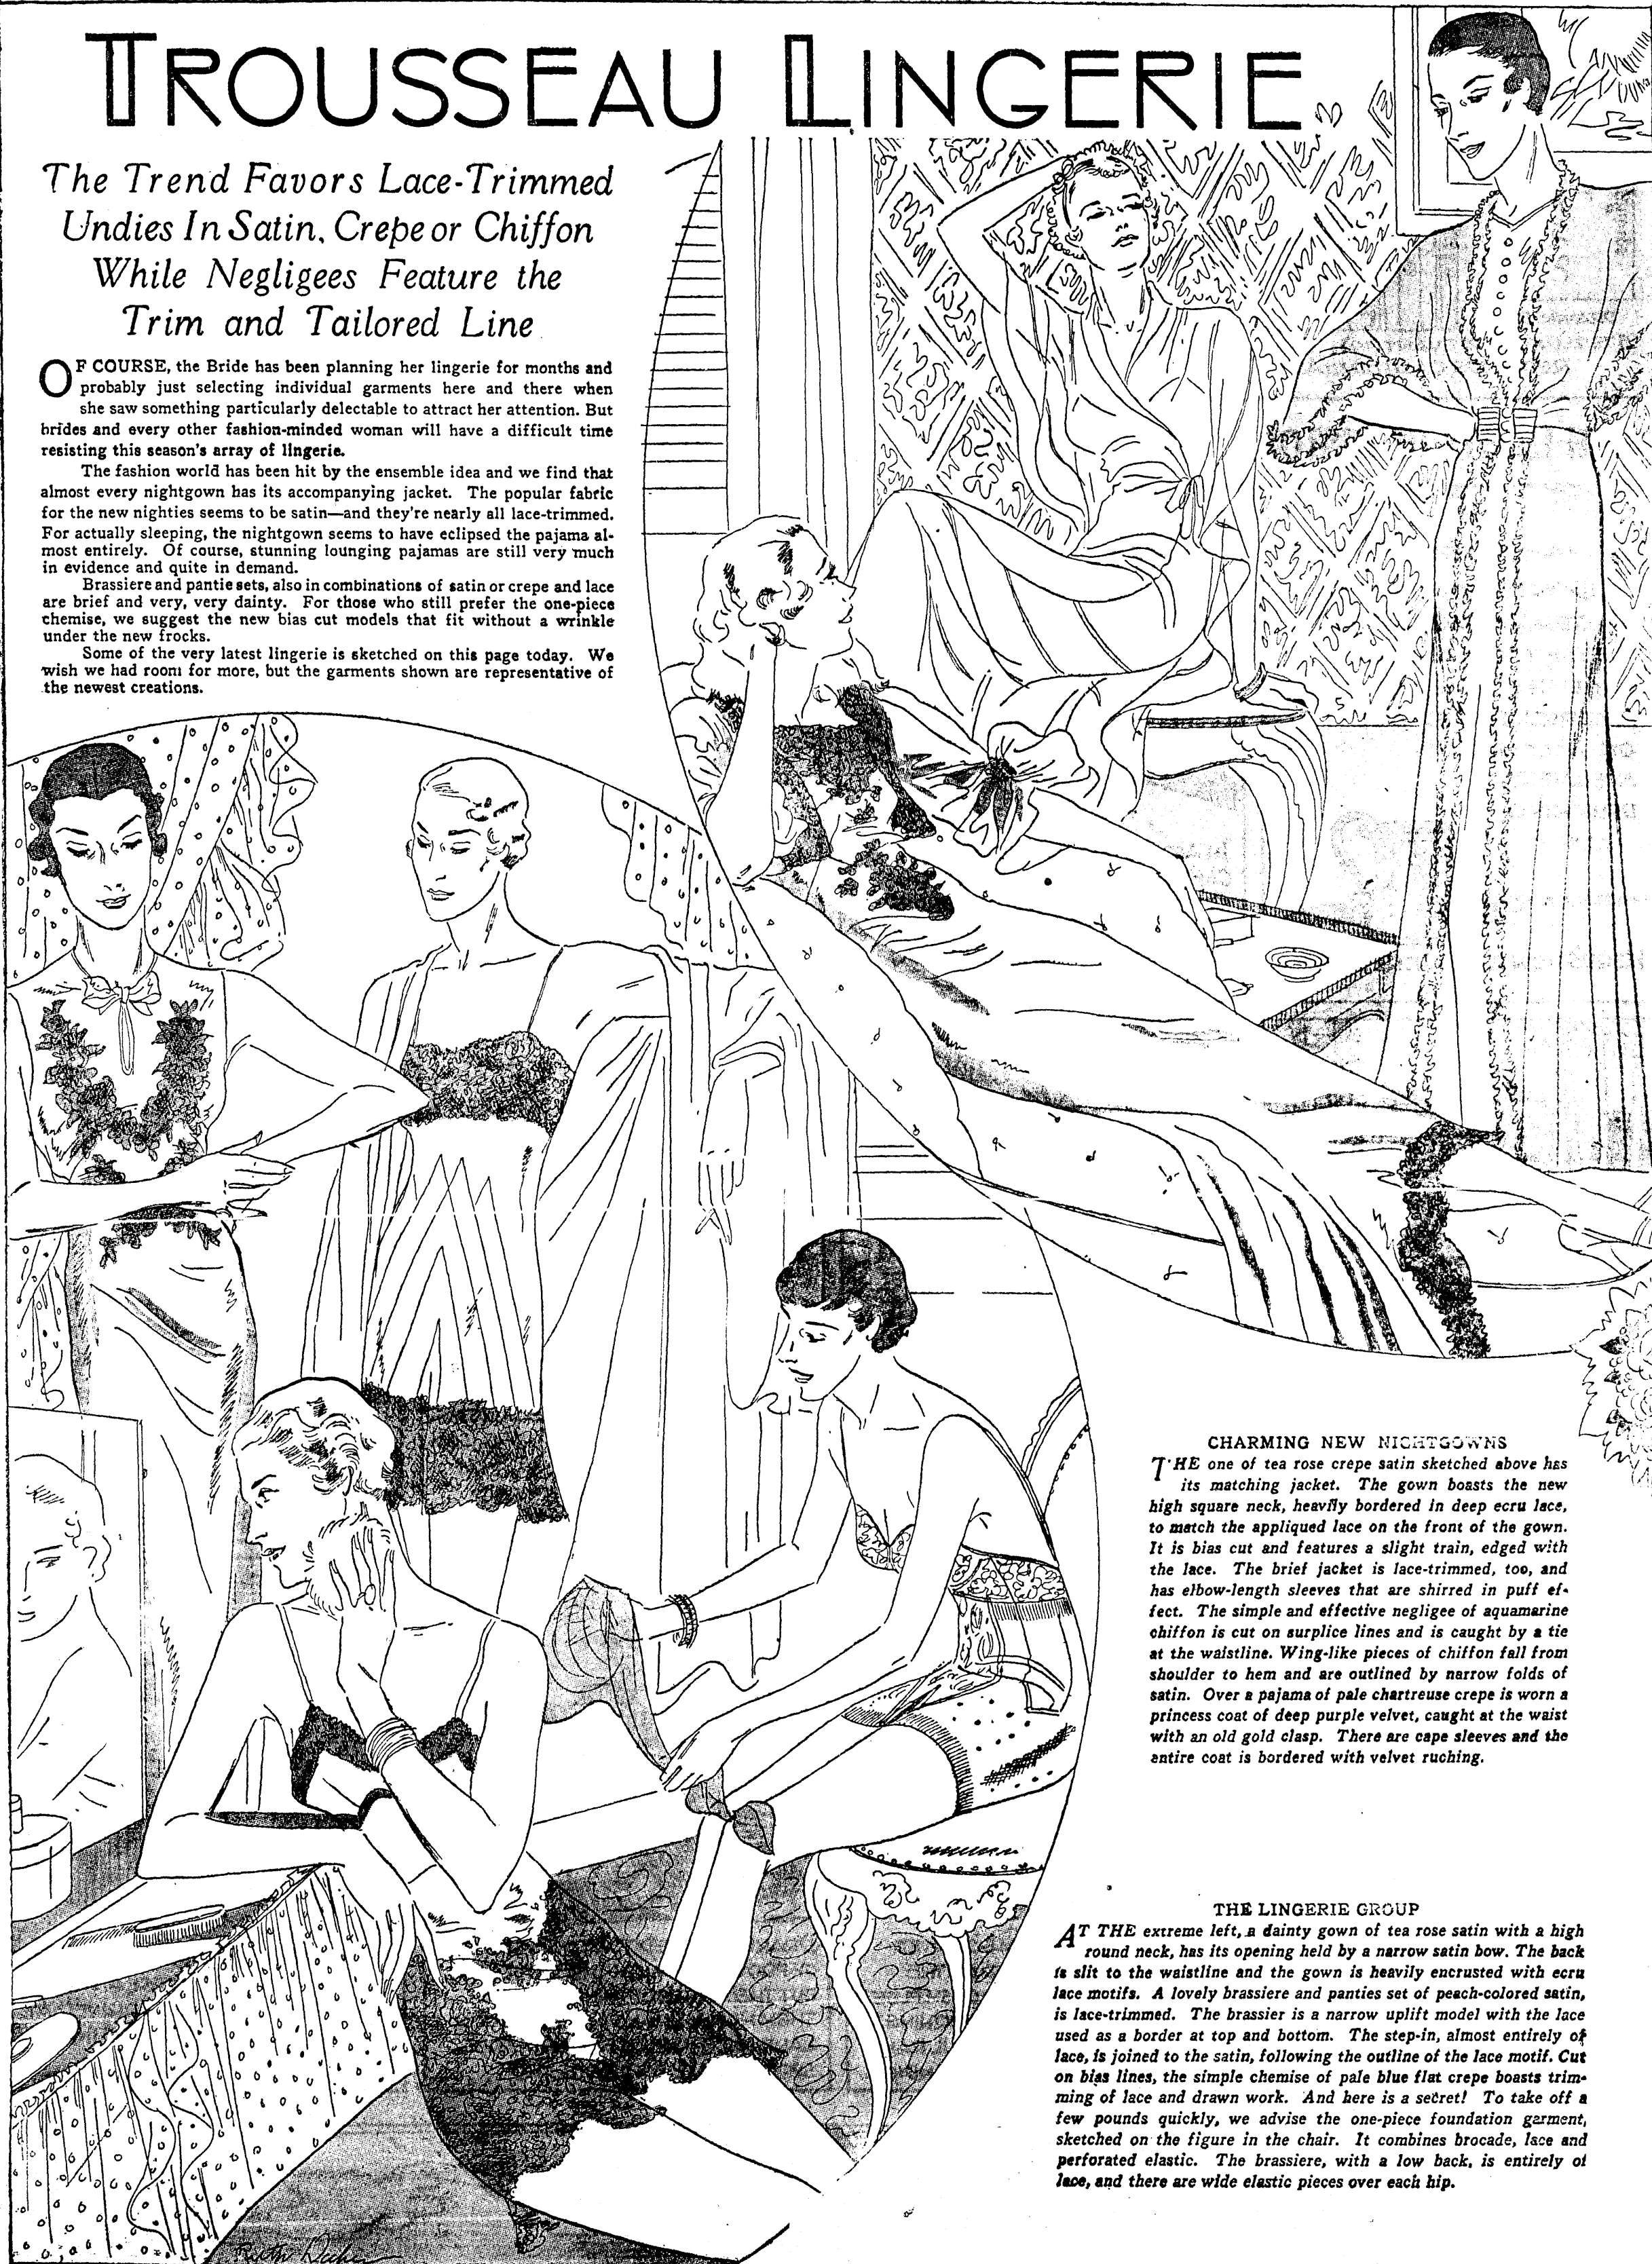 TROUSSEAU LINGERIE
The Trend Favors Lace-Trimmed
Undies In Satin, Crepe or Chiffon
While Negligees Feature the
Trim and Tailored Line
OF COURSE, the Bride has been planning her lingerie for months and
probably just selecting individual garments here and there when
she saw something particularly delectable to attract her attention. But
brides and every other fashion-minded woman will have a difficult time
resisting this season's array of lingerie.
The fashion world has been hit by the ensemble idea and we find that
almost every nightgown has its accompanying jacket. The popular fabric
for the new nighties seems to be satin—and they're nearly all lace-trimmed.
For actually sleeping, the nightgown seems to have eclipsed the pajama al-
most entirely. Of course, stunning lounging pajamas are still very much
in evidence and quite in demand.
Brassiere and pantie sets, also in combinations of satin or crepe and lace
are brief and very, very dainty. For those who still prefer the one-piece
chemise, we suggest the new bias cut models that fit without a wrinkle
under the new frocks.
Some of the very latest lingerie is sketched on this page today. We
wish we had room for more, but the garments shown are representative of
the newest creations.
CHARMING NEW NIGHTGOWNS
THE one of tea rose crepe satin sketched above has
its matching jacket. The gown boasts the new
high square neck, heavily bordered in deep ecru lace,
to match the appliqued lace on the front of the gown.
It is bias cut and features a slight train, edged with
the lace. The brief jacket is lace-trimmed, too, and
has elbow-length sleeves that are shirred in puff ef-
fect. The simple and effective negligee of aquamarine
chiffon is cut on surplice lines and is caught by a tie
at the waistline. Wing-like pieces of chiffon fall from
shoulder to hem and are outlined by narrow folds of
satin. Over a pajama of pale chartreuse crepe is worn a
princess coat of deep purple velvet, caught at the waist
with an old gold clasp. There are cape sleeves and the
entire coat is bordered with velvet ruching.
THE LINGERIE GROUP
AT THE extreme left, a dainty gown of tea rose satin with a high
round neck, has its opening held by a narrow satin bow. The back
is slit to the waistline and the gown is heavily encrusted with ecru
lace motifs. A lovely brassiere and panties set of peach-colored satin,
is lace-trimmed. The brassier is a narrow uplift model with the lace
used as a border at top and bottom. The step-in, almost entirely of
lace, is joined to the satin, following the outline of the lace motif. Cut
on bias lines, the simple chemise of pale blue flat crepe boasts trim-
ming of lace and drawn work. And here is a secret! To take off a
few pounds quickly, we advise the one-piece foundation garment,
sketched on the figure in the chair. It combines brocade, lace and
perforated elastic. The brassiere, with a low back, is entirely of
lace, and there are wide elastic pieces over each hip.
Ruth